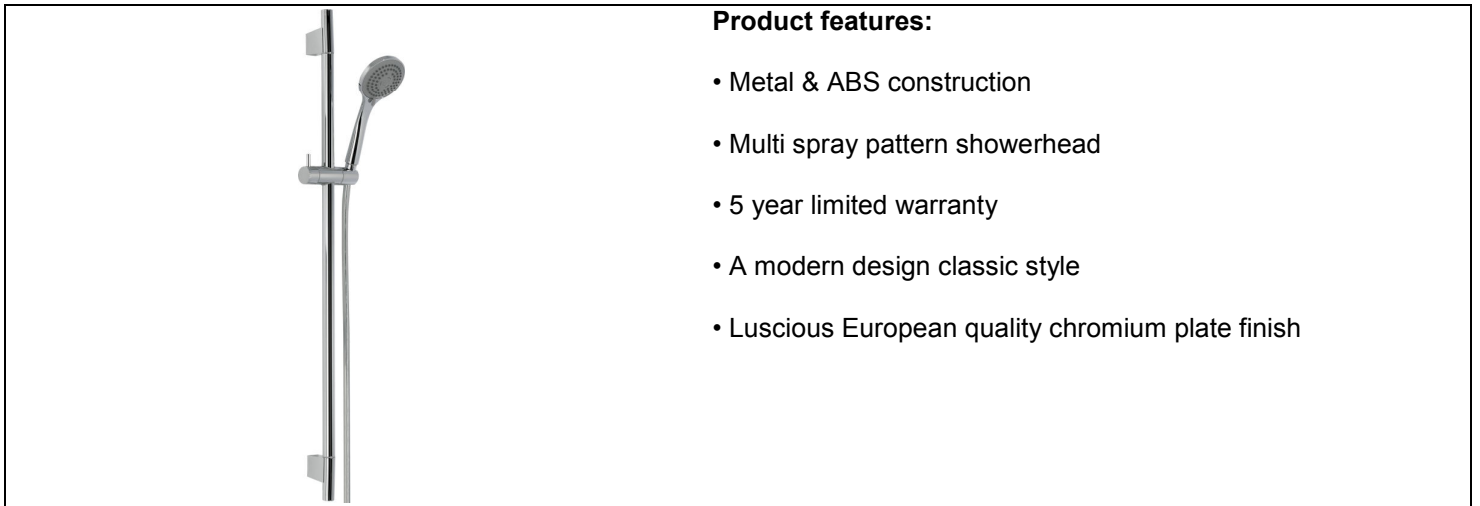 Product features:
• Metal & ABS construction
• Multi spray pattern showerhead
• 5 year limited warranty
• A modern design classic style
• Luscious European quality chromium plate finish